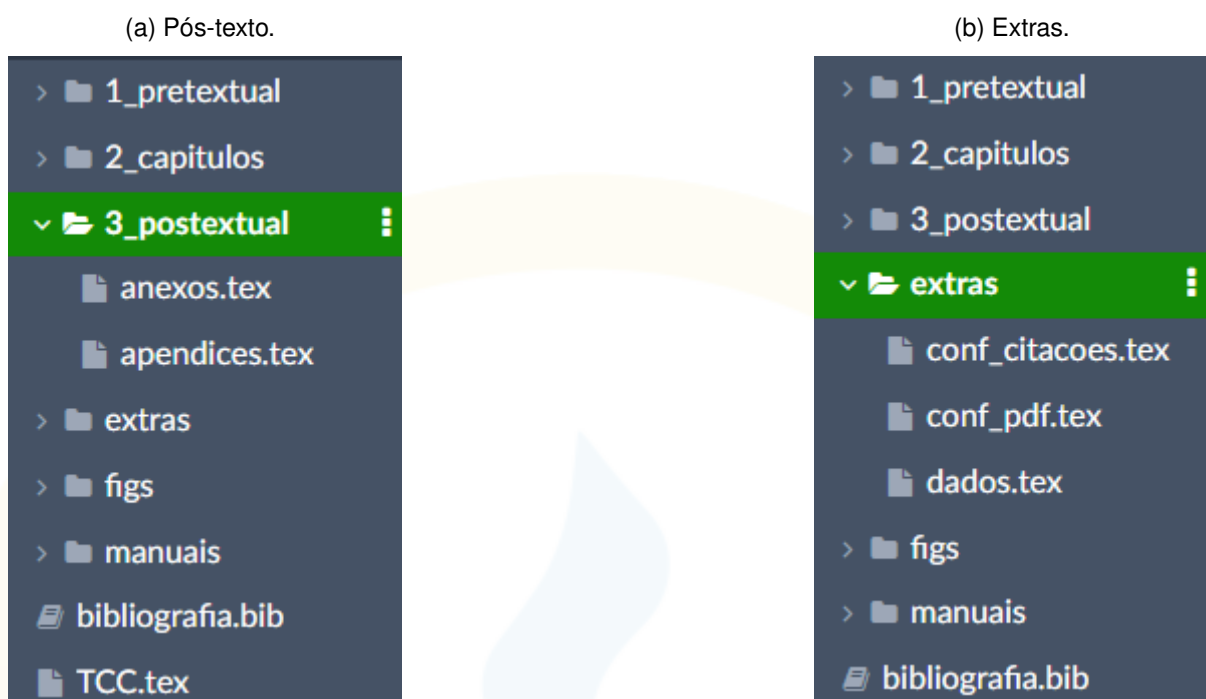 (a) Pós-texto.
1_pretextual
2_capitulos
3_postextual
anexos.tex
apendices.tex
extras
figs
manuais
bibliografia.bib
TCC.tex
(b) Extras.
1_pretextual
2_capitulos
3_postextual
extras
conf_citacoes.tex
conf_pdf.tex
dados.tex
figs
manuais
bibliografia.bib